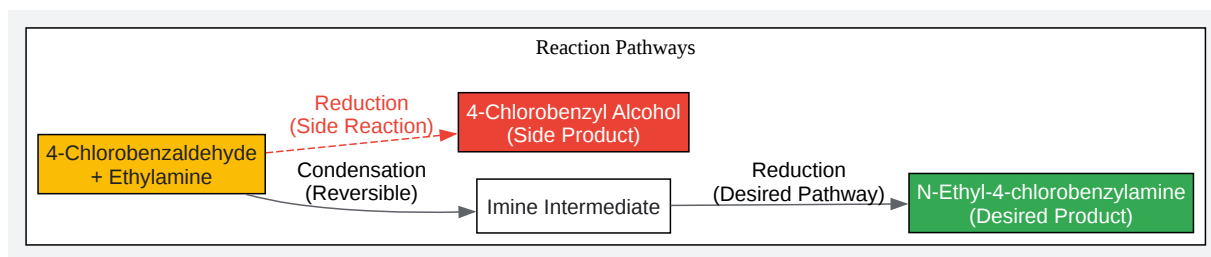 Reaction Pathways
4-Chlorobenzaldehyde
+ Ethylamine
Reduction
(Side Reaction)
4-Chlorobenzyl Alcohol
(Side Product)
Condensation
(Reversible)
Imine Intermediate
Reduction
(Desired Pathway)
N-Ethyl-4-chlorobenzylamine
(Desired Product)